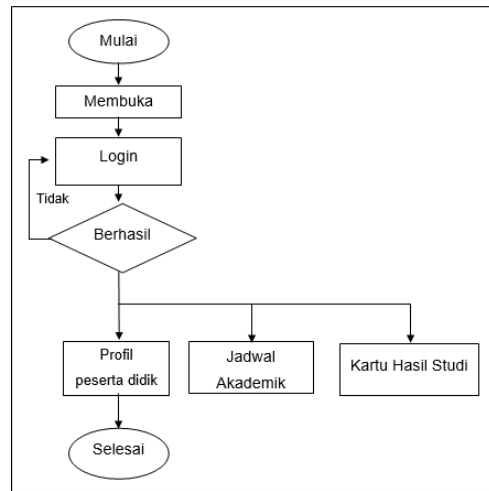 Mulai
Membuka
Login
Tidak
Berhasil
Profil
peserta didik
Jadwal
Akademik
Kartu Hasil Studi
Selesai